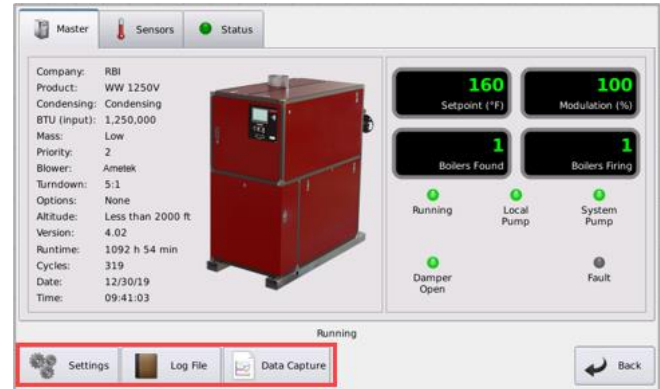 Master
Sensors
Status
Company: RBI
Product: WW 1250V
Condensing: Condensing
BTU (input): 1,250,000
Mass: Low
Priority: 2
Blower: Ametek
Turndown: 5:1
Options: None
Altitude: Less than 2000 ft
Version: 4.02
Runtime: 1092 h 54 min
Cycles: 319
Date: 12/30/19
Time: 09:41:03
160
Setpoint (°F)
100
Modulation (%)
1
Boilers Found
1
Boilers Firing
Running
Local
Pump
System
Pump
Damper
Open
Fault
Running
Settings
Log File
Data Capture
Back